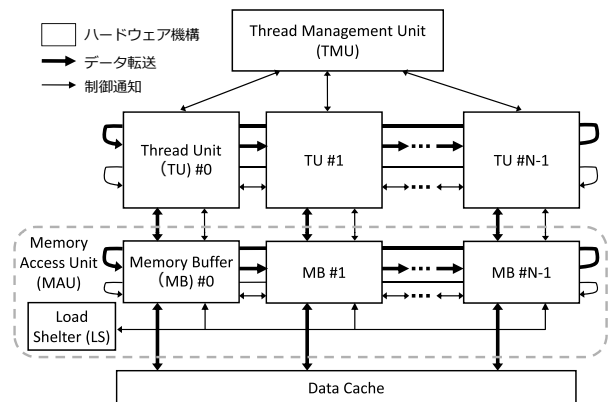 ハードウェア機構
データ転送
制御通知
Thread Management Unit
(TMU)
Thread Unit
（TU) #0
TU #1
TU #N-1
Memory
Access Unit
(MAU)
Memory Buffer
（MB) #0
MB #1
MB #N-1
Load
Shelter (LS)
Data Cache